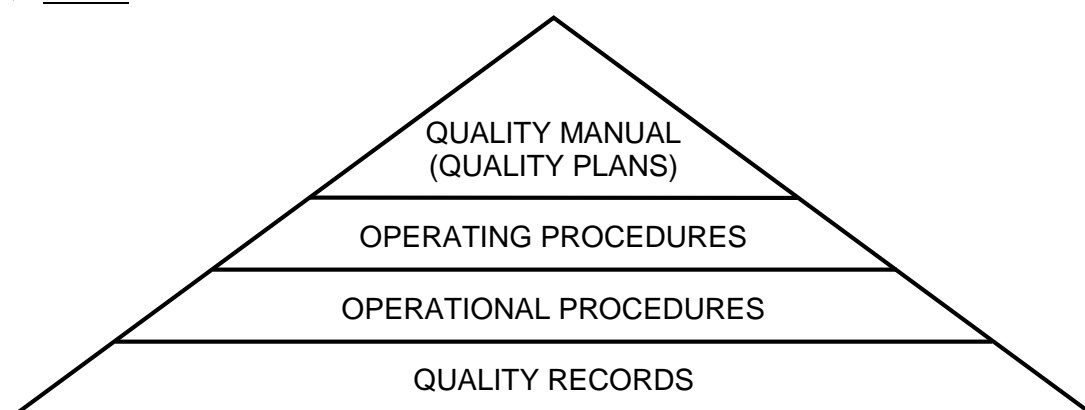 QUALITY MANUAL
(QUALITY PLANS)
OPERATING PROCEDURES
OPERATIONAL PROCEDURES
QUALITY RECORDS